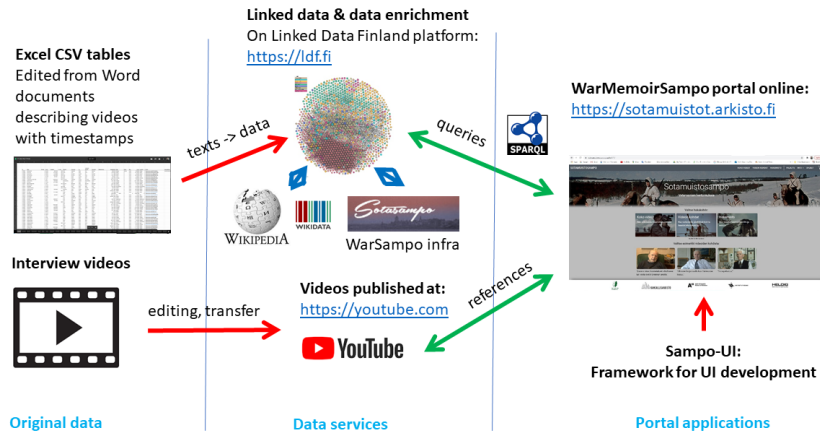 Excel CSV tables
Edited from Word
documents
describing videos
with timestamps
Interview videos
Original data
Linked data & data enrichment
On Linked Data Finland platform:
https://ldf.fi
texts -> data
editing, transfer
WIKIPEDIA
WIKIDATA
Sotasampo
WarSampo infra
Videos published at:
https://youtube.com
YouTube
Data services
queries
references
SPARQL
WarMemoirSampo portal online:
https://sotamuistot.arkisto.fi
Sotamuistosampo
Sampo-UI:
Framework for UI development
Portal applications